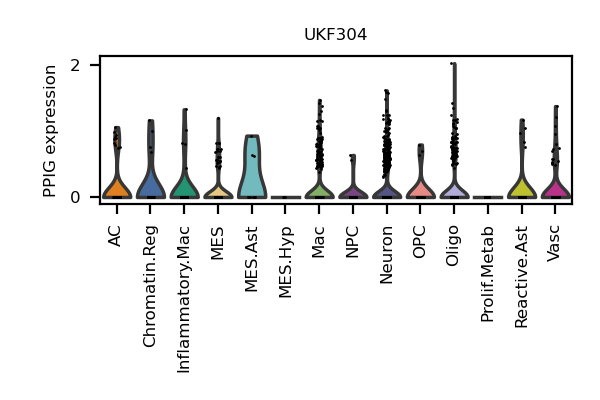 UKF304
PPIG expression
2
0
AC
Chromatin.Reg
Inflammatory.Mac
MES
MES.Ast
MES.Hyp
Mac
NPC
Neuron
OPC
Oligo
Prolif.Metab
Reactive.Ast
Vasc